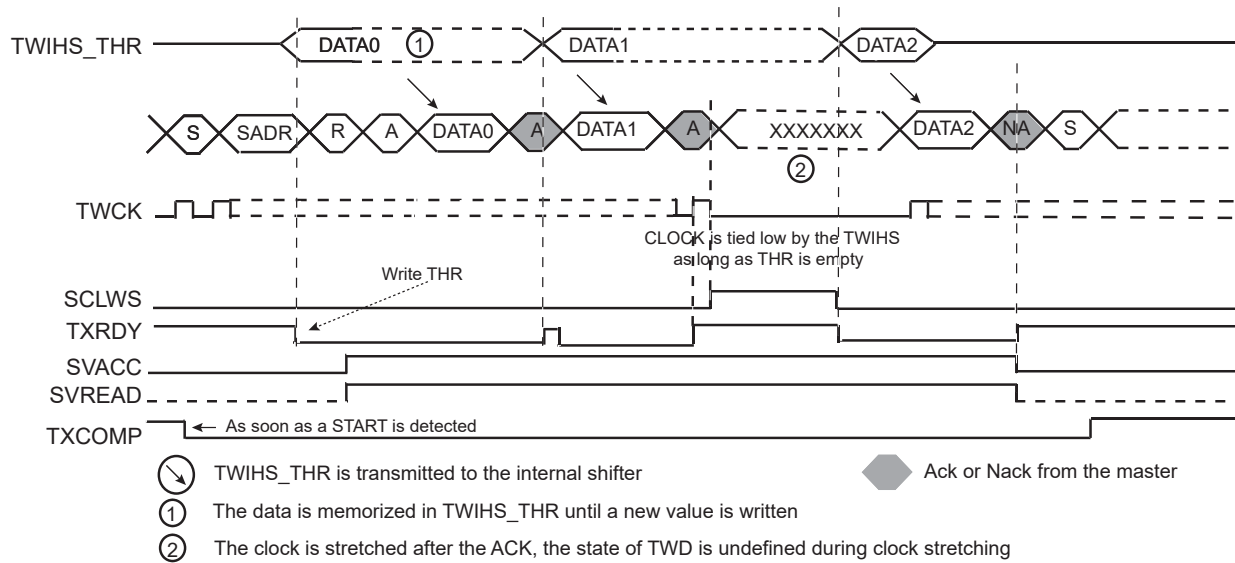 TWIHS_THR DATA0 1 DATA1 DATA2
S SADR R A DATA0 A DATA1 A XXXXXXX DATA2 NA S
2
TWCK
CLOCK is tied low by the TWIHS
as long as THR is empty
Write THR
SCLWS
TXRDY
SVACC
SVREAD
TXCOMP As soon as a START is detected
TWIHS_THR is transmitted to the internal shifter Ack or Nack from the master
1 The data is memorized in TWIHS_THR until a new value is written
2 The clock is stretched after the ACK, the state of TWD is undefined during clock stretching